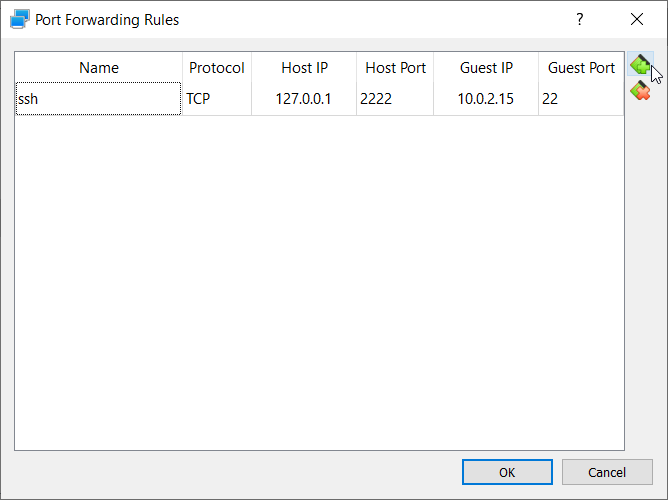 Port Forwarding Rules ?
Name Protocol Host IP Host Port Guest IP Guest Port
ssh TCP 127.0.0.1 2222 10.0.2.15 22
OK Cancel